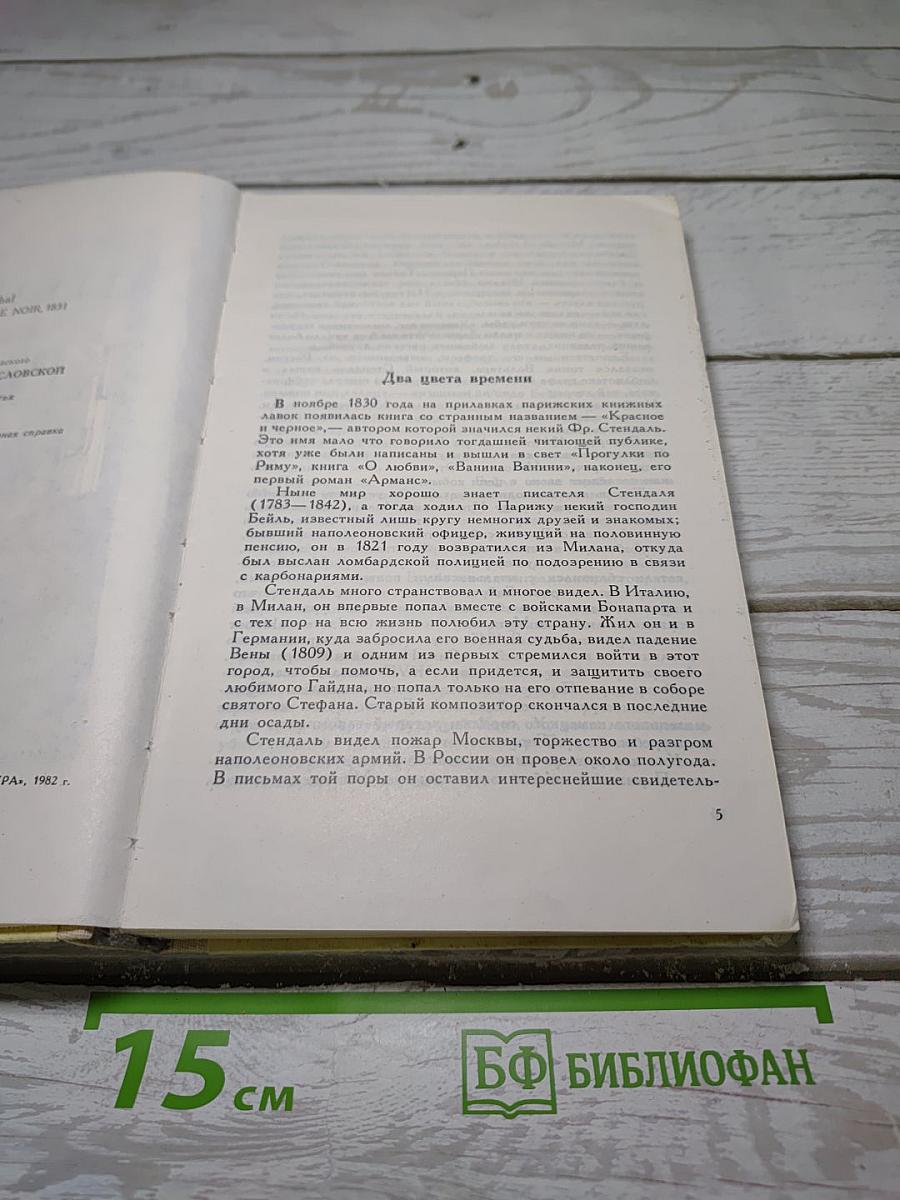 E NOIR, 1831
СЛОВСКОЙ
справка
1982 г.
Два цвета времени
В ноябре 1830 года на прилавках парижских книжных
лавок появилась книга со странным названием — «Красное
и черное»,— автором которой значился некий Фр. Стендаль.
Это имя мало что говорило тогдашней читающей публике,
хотя уже были написаны и вышли в свет «Прогулки по
Риму», книга «О любви», «Ванина Ванини», наконец, его
первый роман «Арманс».
Ныне мир хорошо знает писателя Стендаля
(1783—1842), а тогда ходил по Парижу некий господин
Бейль, известный лишь кругу немногих друзей и знакомых;
бывший наполеоновский офицер, живущий на половинную
пенсию, он в 1821 году возвратился из Милана, откуда
был выслан ломбардской полицией по подозрению в связи
с карбонариями.
Стендаль много странствовал и многое видел. В Италию,
в Милан, он впервые попал вместе с войсками Бонапарта и
с тех пор на всю жизнь полюбил эту страну. Жил он и в
Германии, куда забросила его военная судьба, видел падение
Вены (1809) и одним из первых стремился войти в этот
город, чтобы помочь, а если придется, и защитить своего
любимого Гайдна, но попал только на его отпевание в соборе
святого Стефана. Старый композитор скончался в последние
дни осады.
Стендаль видел пожар Москвы, торжество и разгром
наполеоновских армий. В России он провел около полугода.
В письмах той поры он оставил интереснейшие свидетель-
5
15 см
БФ БИБЛИОФАН